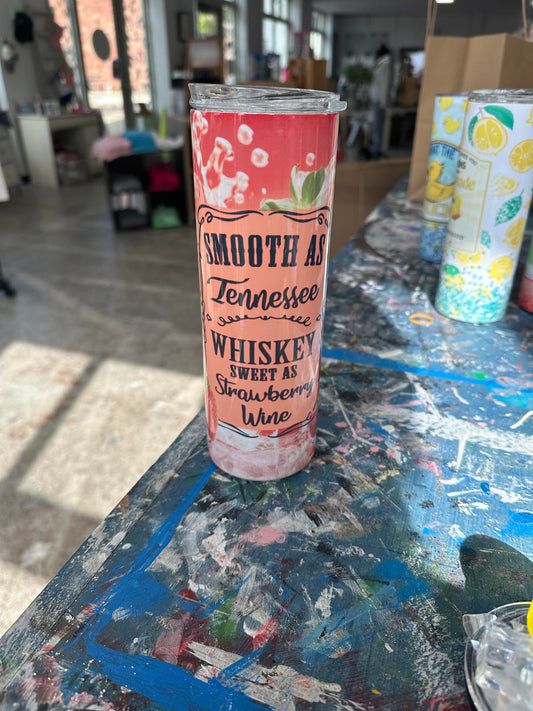 SMOOTH AS
Tennessee
WHISKEY
SWEET AS
Strawberry
Wine